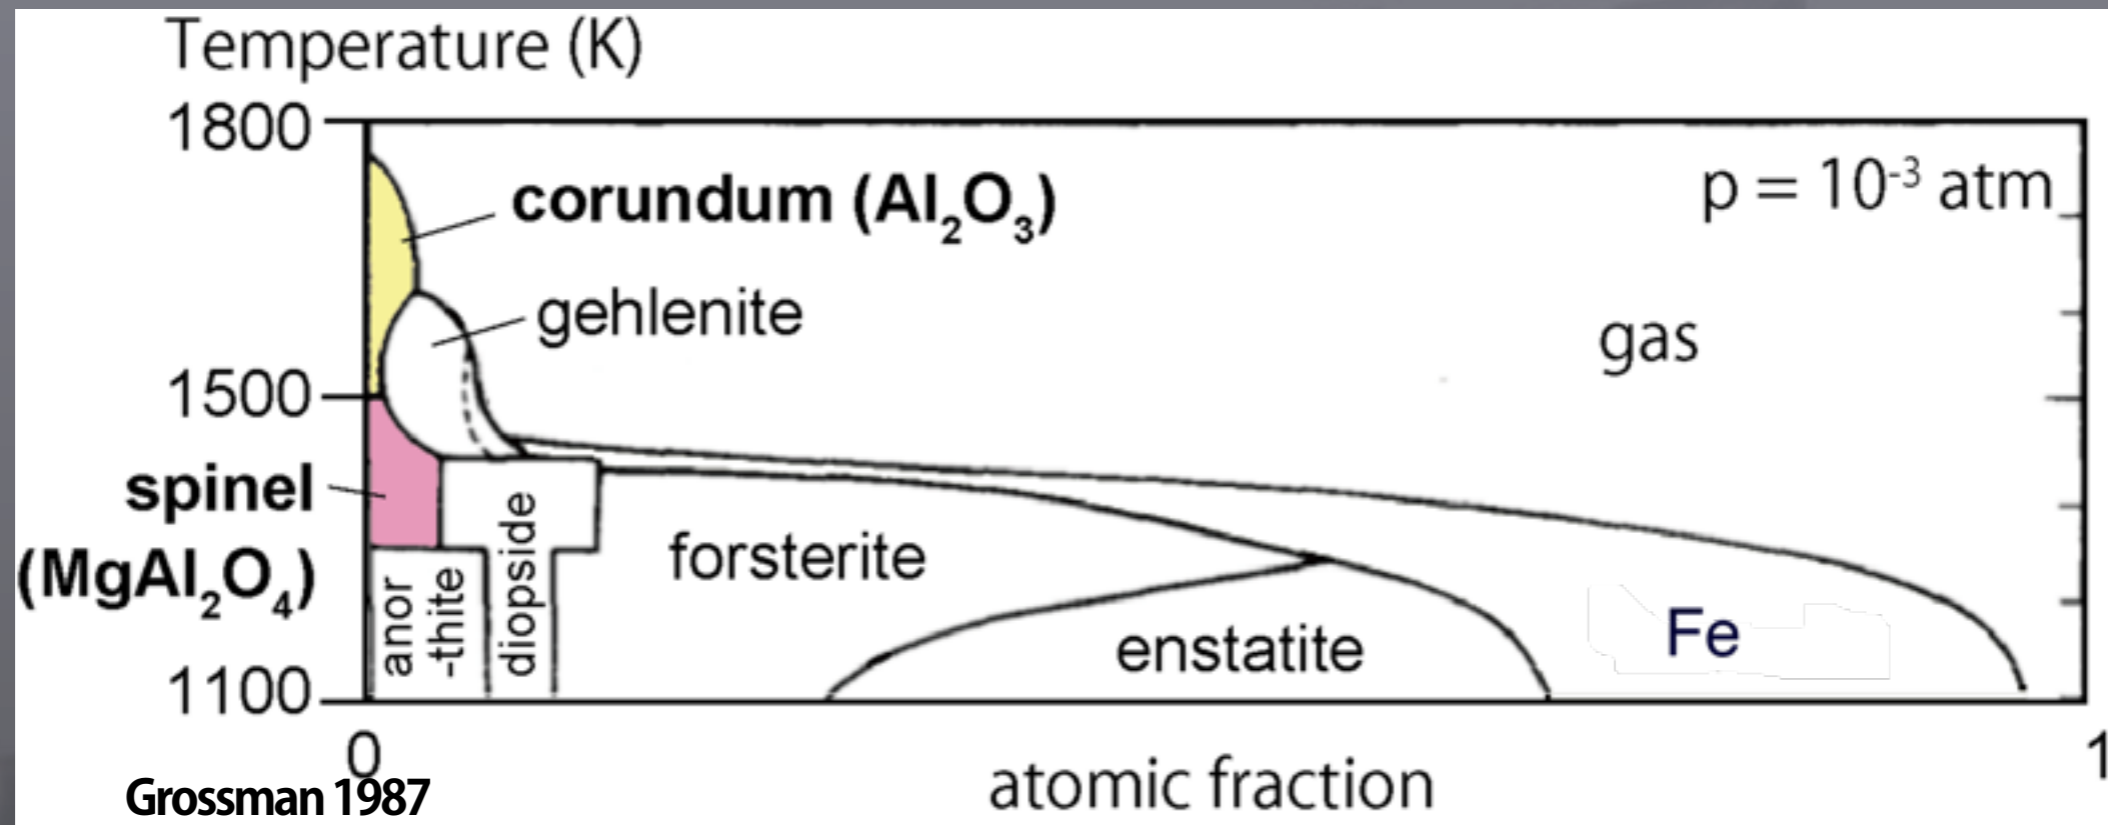 Temperature (K)
1800
corundum (Al₂O₃)
p = 10⁻³ atm
gehlenite
gas
1500
spinel
(MgAl₂O₄)
anor
-thite
diopside
forsterite
enstatite
Fe
1100
0
1
atomic fraction
Grossman 1987